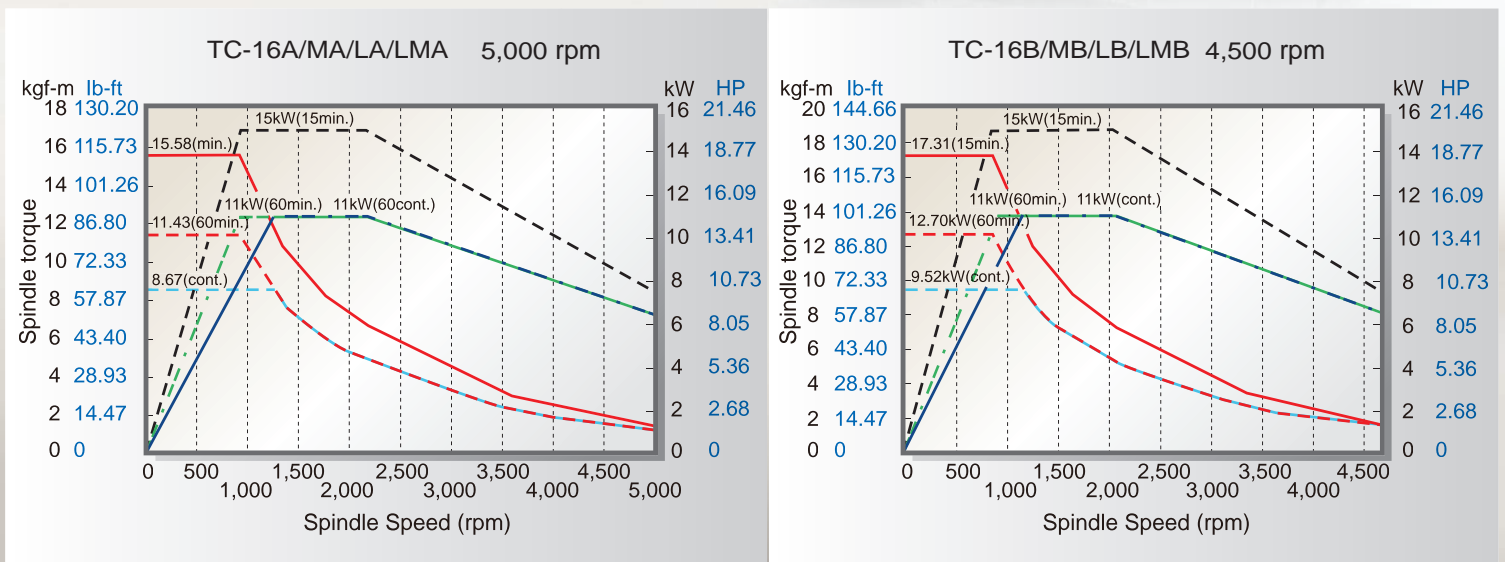 TC-16A/MA/LA/LMA 5,000 rpm
kgf-m lb-ft
kW HP
18 130.20
16 115.73
14 101.26
12 86.80
10 72.33
8 57.87
6 43.40
4 28.93
2 14.47
0 0
Spindle torque
15kW(15min.)
15.58(min.)
11kW(60min.) 11kW(60cont.)
11.43(60min.)
8.67(cont.)
16 21.46
14 18.77
12 16.09
10 13.41
8 10.73
6 8.05
4 5.36
2 2.68
0 0
0 500 1,500 2,500 3,500 4,500
1,000 2,000 3,000 4,000 5,000
Spindle Speed (rpm)
TC-16B/MB/LB/LMB 4,500 rpm
kgf-m lb-ft
kW HP
20 144.66
18 130.20
16 115.73
14 101.26
12 86.80
10 72.33
8 57.87
6 43.40
4 28.93
2 14.47
0 0
Spindle torque
15kW(15min.)
17.31(15min.)
11kW(60min.) 11kW(cont.)
12.70kW(60min.)
9.52kW(cont.)
16 21.46
14 18.77
12 16.09
10 13.41
8 10.73
6 8.05
4 5.36
2 2.68
0 0
0 500 1,500 2,500 3,500 4,500
1,000 2,000 3,000 4,000
Spindle Speed (rpm)